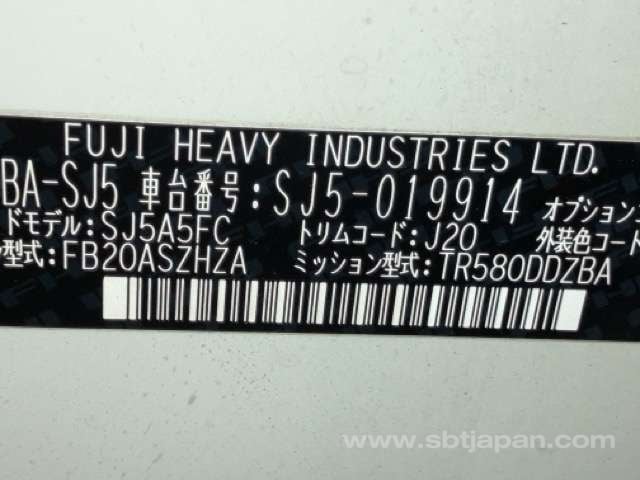 FUJI HEAVY INDUSTRIES LTD.
BA-SJ5 車台番号:SJ5-019914 オプション
ドモデル:SJ5A5FC トリムコード:J20 外装色コード
ン型式:FB20ASZHZA ミッション型式:TR580DDZBA
www.sbtjapan.com